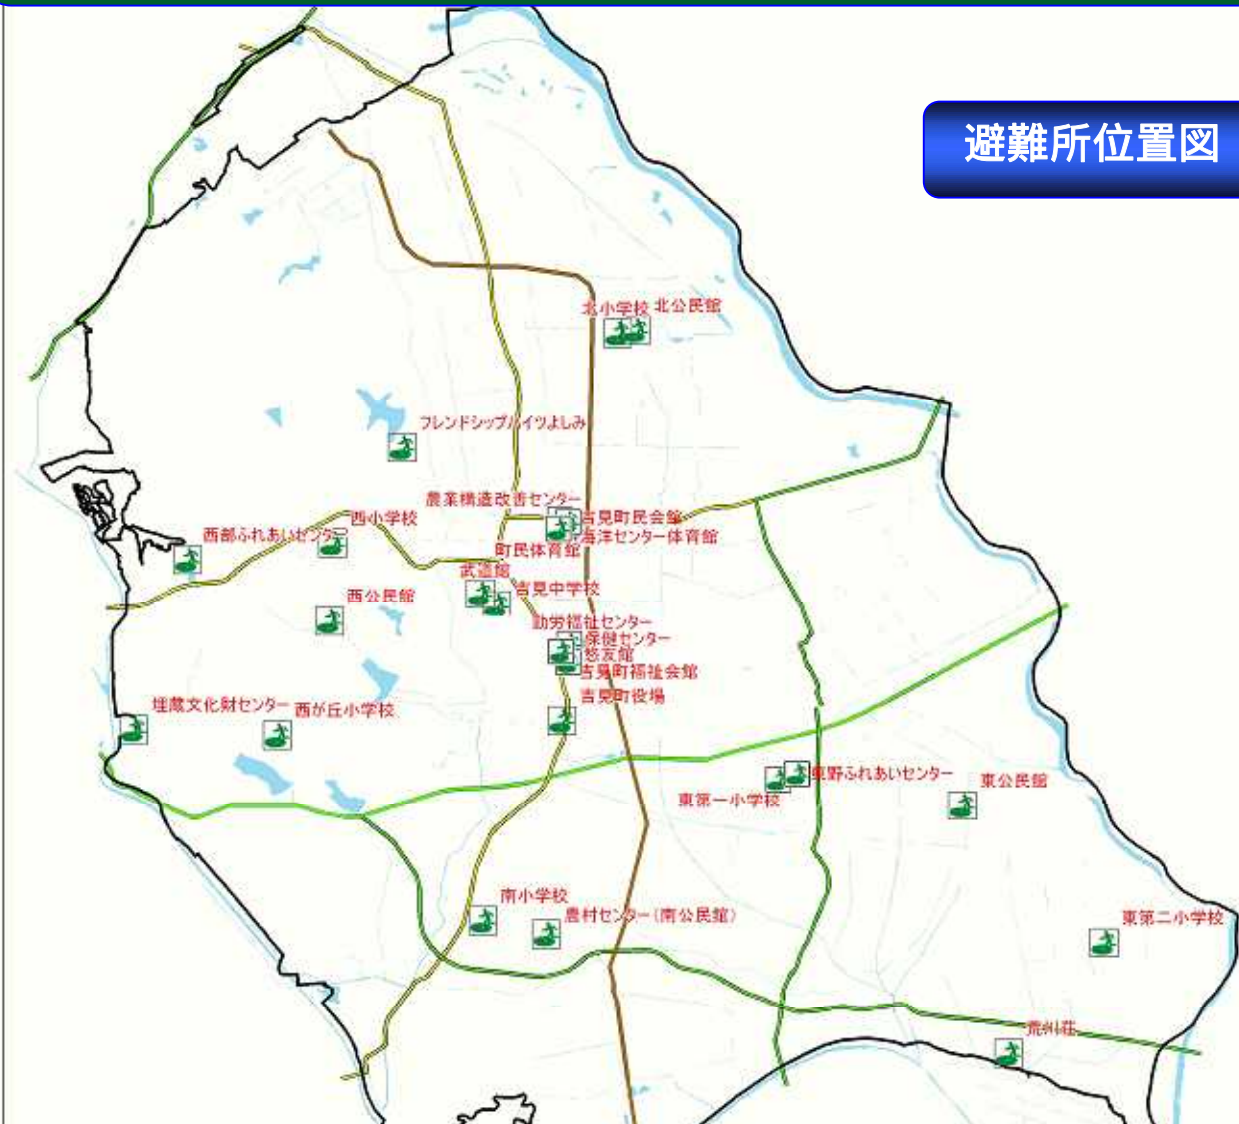 避難所位置図
北小学校
北公民館
フレンドシップハイツよしみ
農業構造改善センター
吉見町民会館
海洋センター体育館
町民体育館
西小学校
西部ふれあいセンター
武道館
吉見中学校
西公民館
勤労福祉センター
保健センター
悠友館
吉見町福祉会館
吉見町役場
埋蔵文化財センター
西が丘小学校
東野ふれあいセンター
東第一小学校
東公民館
南小学校
農村センター(南公民館)
東第二小学校
荒川荘